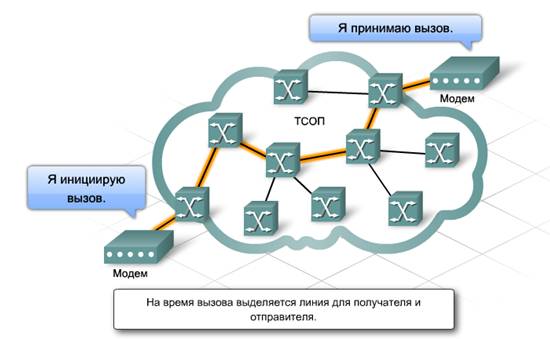 Я принимаю вызов.
Модем
ТСОП
Я инициирую
вызов.
Модем
На время вызова выделяется линия для получателя и
отправителя.